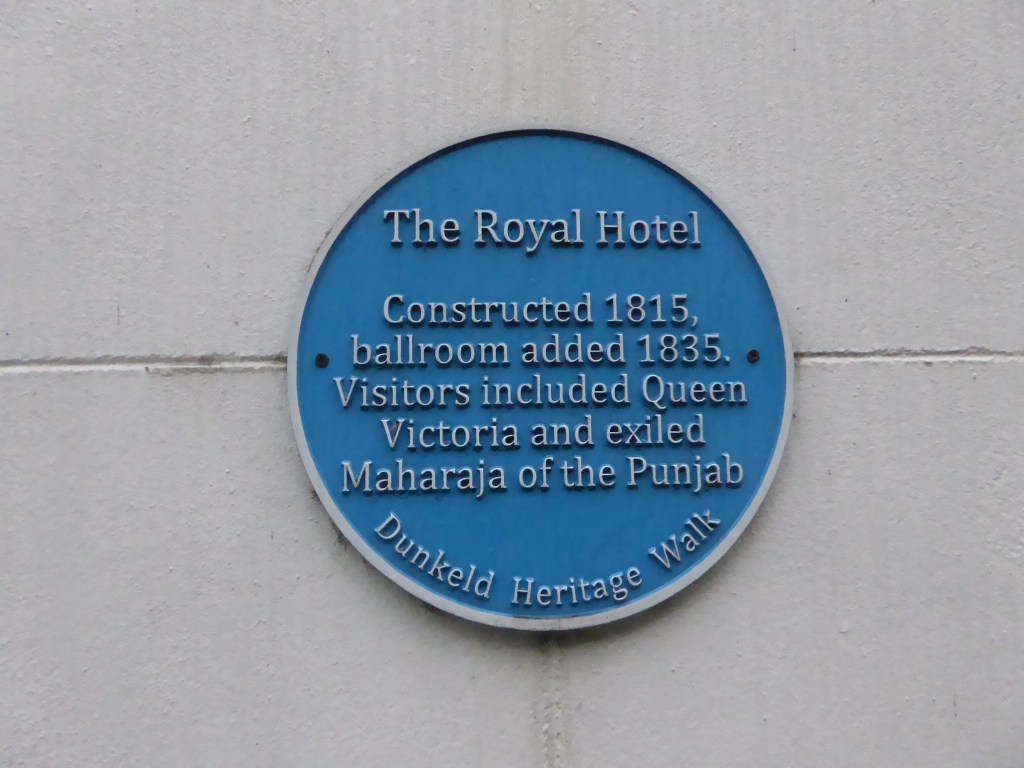 The Royal Hotel
Constructed 1815,
ballroom added 1835.
Visitors included Queen
Victoria and exiled
Maharaja of the Punjab
Dunkeld Heritage Walk